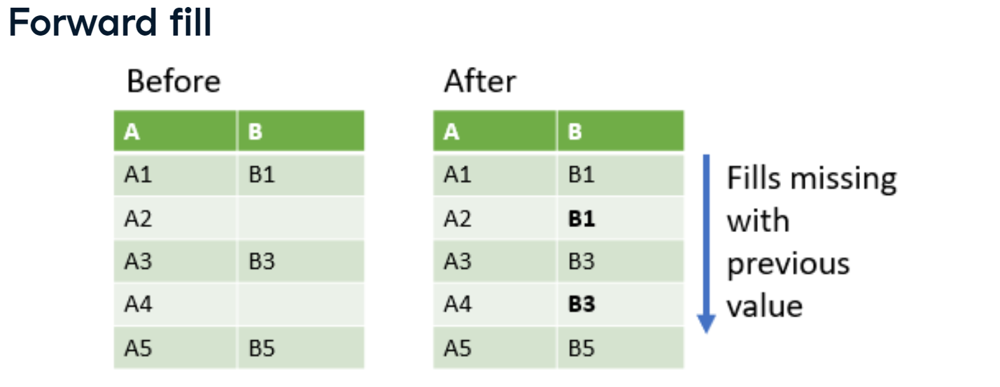 Forward fill
Before
A B
A1 B1
A2
A3 B3
A4
A5 B5
After
A B
A1 B1
A2 B1
A3 B3
A4 B3
A5 B5
Fills missing
with
previous
value